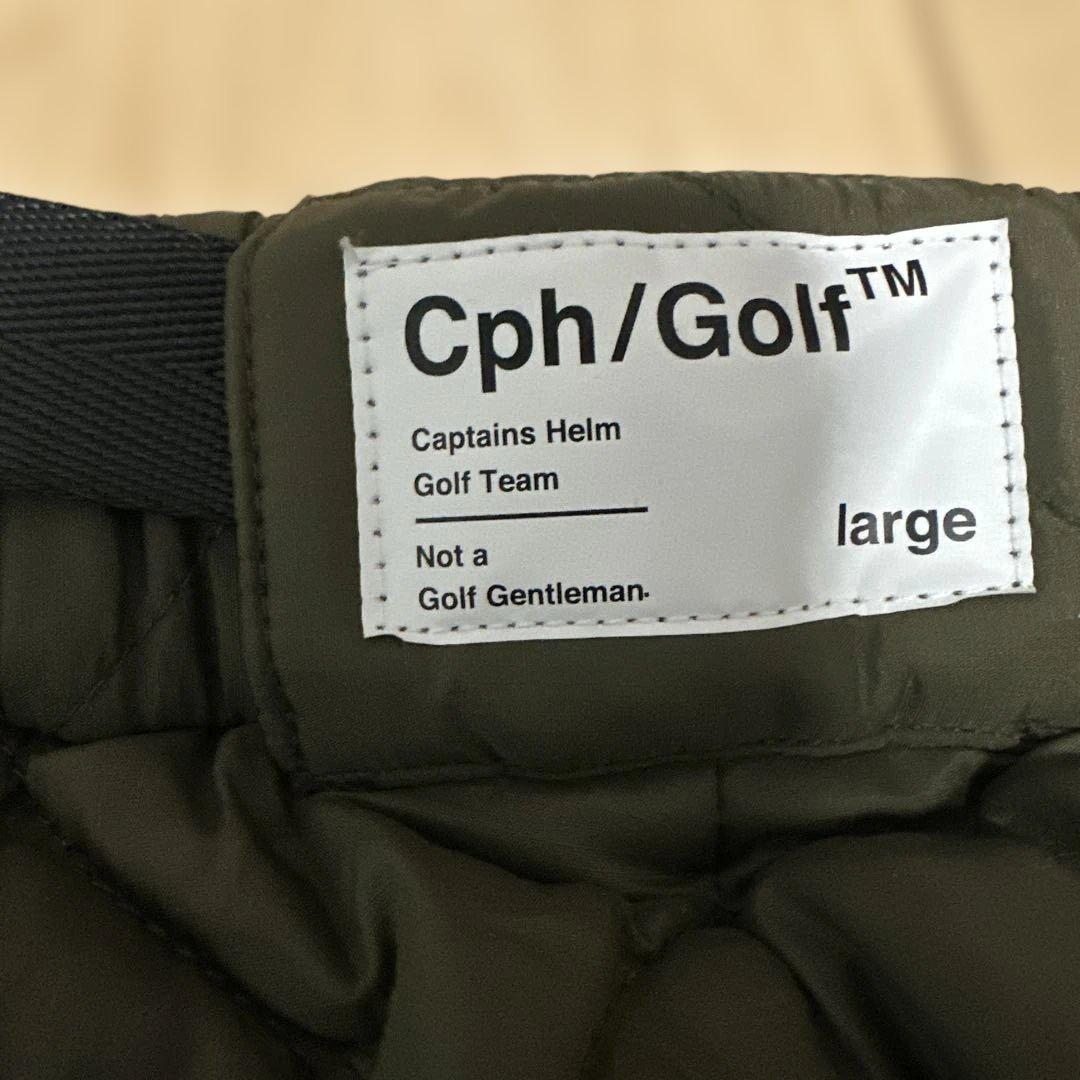 Cph/Golf™
Captains Helm
Golf Team
Not a
Golf Gentleman.
large